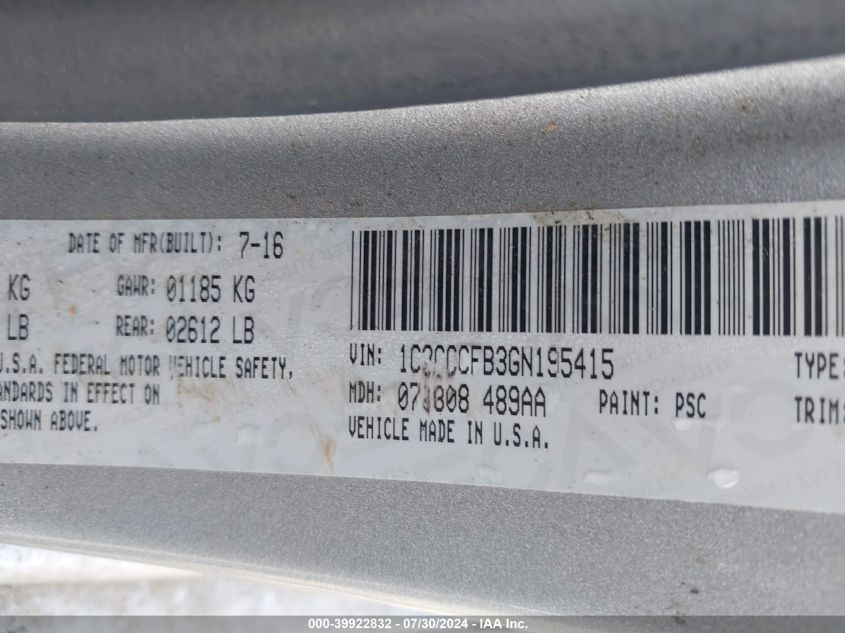 DATE OF MFR(BUILT): 7-16
KG GAWR: 01185 KG
LB REAR: 02612 LB
U.S.A. FEDERAL MOTOR VEHICLE SAFETY,
STANDARDS IN EFFECT ON
SHOWN ABOVE.
VIN: 1C3CCCFB3GN195415 TYPE:
MDH: 489AA PAINT: PSC TRIM:
VEHICLE MADE IN U.S.A.
000-39922832 - 07/30/2024 - IAA Inc.